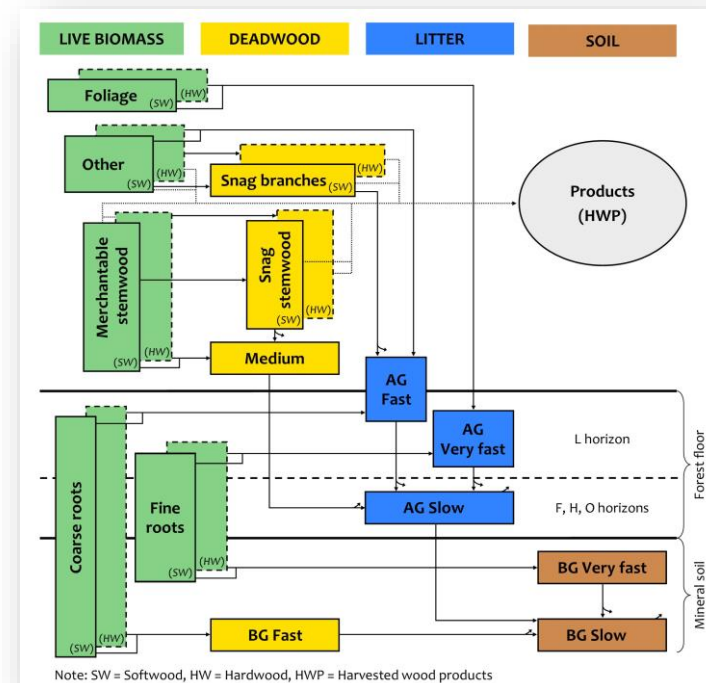 LIVE BIOMASS
DEADWOOD
LITTER
SOIL
(HW)
Foliage
(SW)
Other
(HW)
(SW)
(HW)
Snag branches
(SW)
Products
(HWP)
Merchantable
stemwood
(HW)
(SW)
Snag
stemwood
(HW)
(SW)
Medium
AG
Fast
AG
Very fast
L horizon
Forest floor
AG Slow
F, H, O horizons
Coarse roots
(HW)
(SW)
Fine
roots
(HW)
(SW)
BG Very fast
Mineral soil
BG Fast
BG Slow
Note: SW = Softwood, HW = Hardwood, HWP = Harvested wood products